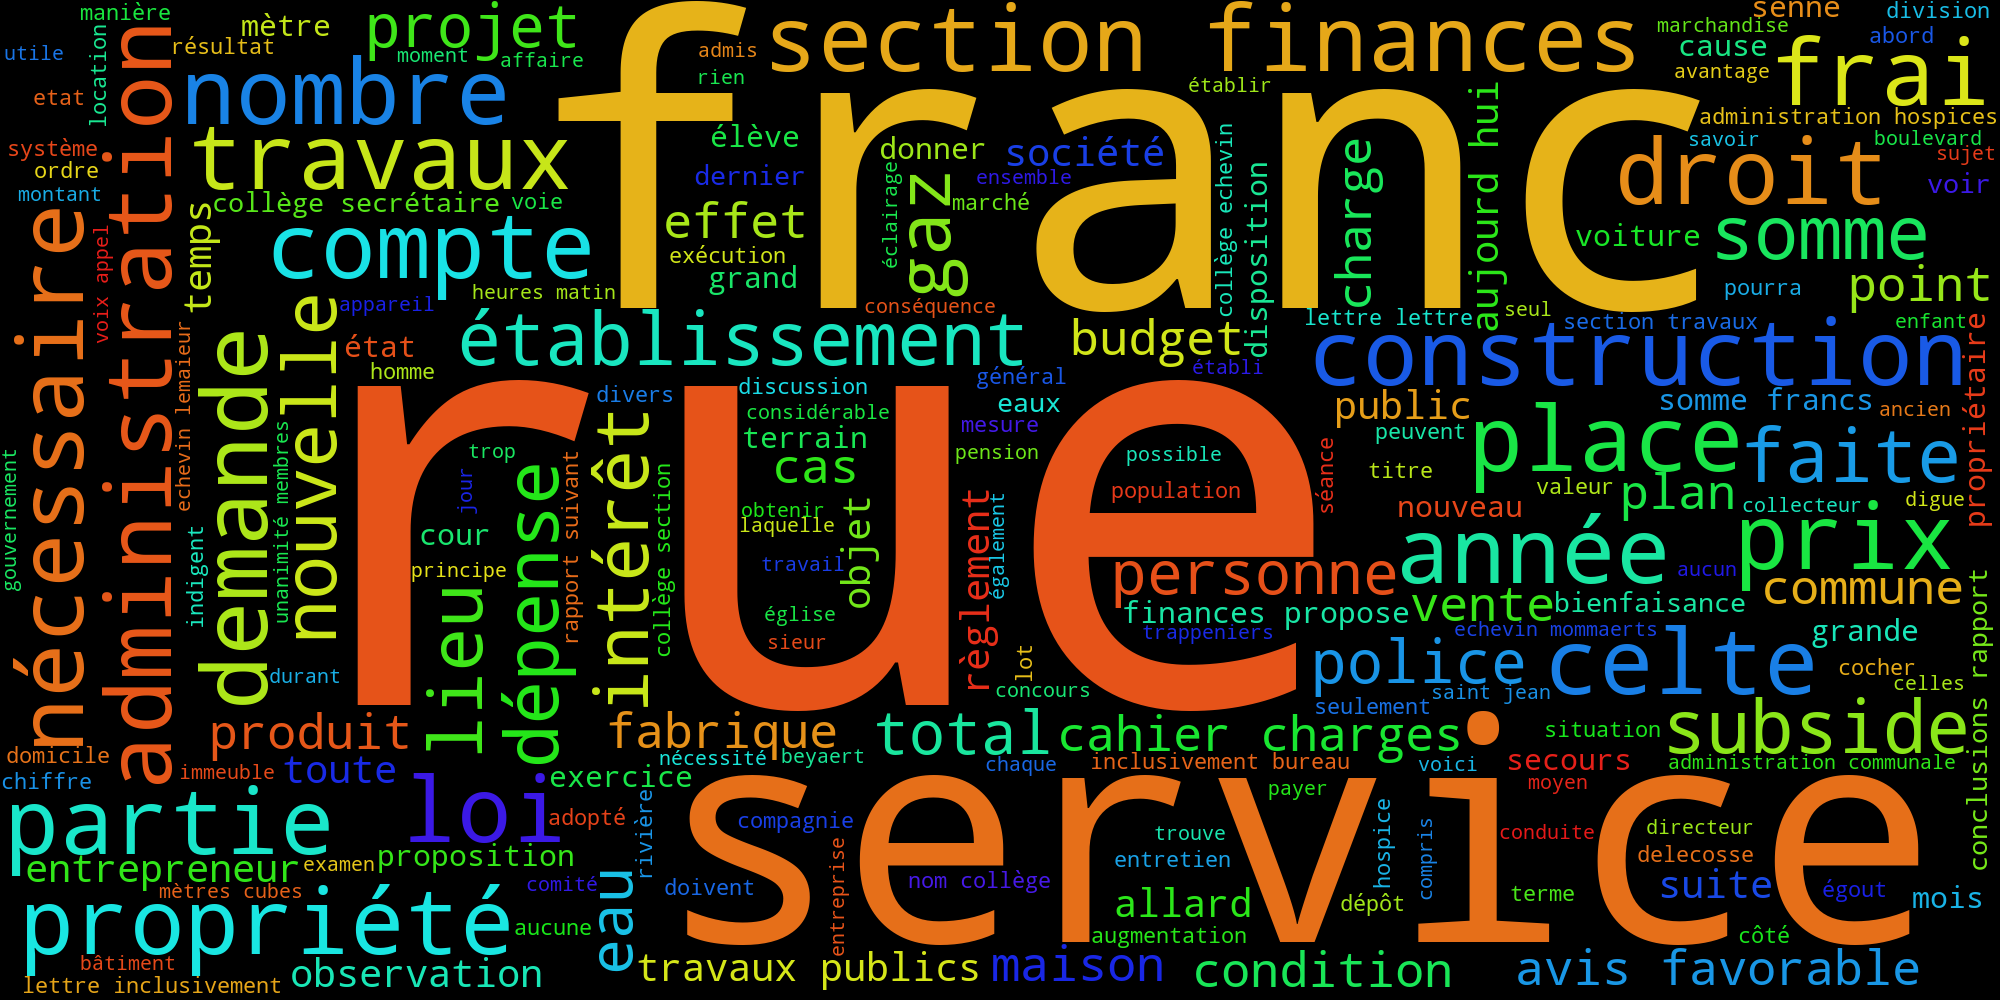 manière
utile
location
résultat
mètre
projet
moment
affaire
admis
rien
section finances
marchandise
senne
division
abord
cause
avantage
frai
etat
administration
nombre
franc
établir
administration hospices
savoir
boulevard
sujet
système
ordre
montant
travaux
élève
dernier
donner
société
ensemble
marché
éclairage
gaz
collège echevin
disposition
charge
aujourd hui
droit
voir
nécessaire
voix appel
temps
collège secrétaire
voie
compte
effet
exécution
grand
voiture
somme
pourra
point
appareil
heures matin
conséquence
lettre lettre
seul
section travaux
enfant
demande
nouvelle
echevin lemaieur
état
homme
établissement
budget
établi
construction
propriétaire
divers
discussion
considérable
terrain
cas
général
eaux
mesure
pension
public
peuvent
titre
somme francs
ancien
place
faite
gouvernement
indigent
unanimité membres
rue
trop
jour
cour
principe
dépense
rapport suivant
intérêt
collège section
obtenir
laquelle
travail
objet
église
sieur
règlement
également
possible
population
séance
nouveau
valeur
plan
collecteur
digue
prix
année
aucun
personne
commune
finances propose
vente
bienfaisance
trappeniers
echevin mommaerts
grande
lot
concours
police
celte
cocher
celles
saint jean
seulement
conclusions rapport
durant
lieu
produit
fabrique
total
cahier charges
situation
subside
domicile
chiffre
immeuble
toute
exercice
nécessité
beyaert
chaque
inclusivement bureau
voici
secours
moyen
administration communale
payer
partie
loi
adopté
rivière
compagnie
service
trouve
entretien
hospice
compris
conduite
directeur
delecosse
entrepreneur
examen
proposition
mètres cubes
comité
doivent
entreprise
nom collège
allard
dépôt
terme
suite
égout
mois
propriété
aucune
eau
augmentation
côté
bâtiment
lettre inclusivement
observation
travaux publics
maison
condition
avis favorable